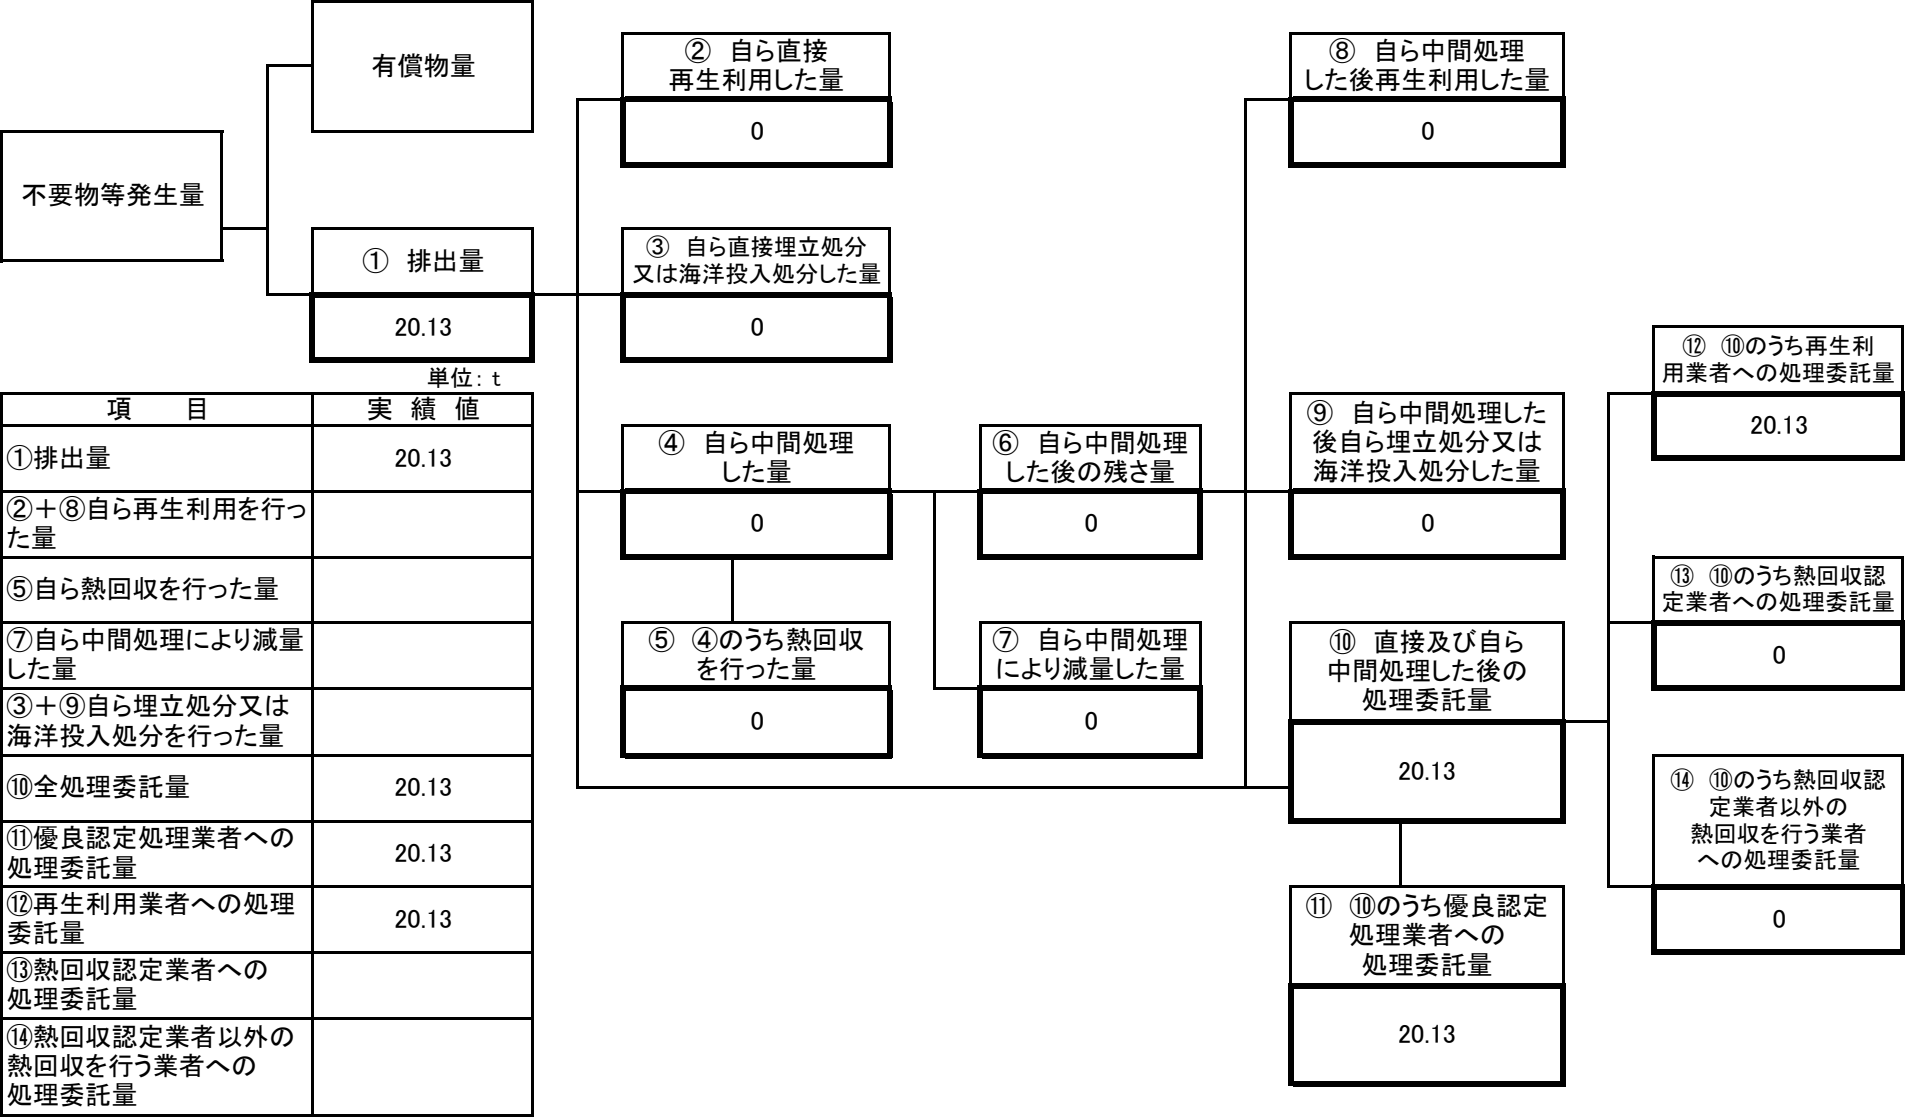 有償物量
不要物等発生量
① 排出量
20.13
② 自ら直接
再生利用した量
0
③ 自ら直接埋立処分
又は海洋投入処分した量
0
④ 自ら中間処理
した量
0
⑤ ④のうち熱回収
を行った量
0
⑥ 自ら中間処理
した後の残さ量
0
⑦ 自ら中間処理
により減量した量
0
⑧ 自ら中間処理
した後再生利用した量
0
⑨ 自ら中間処理した
後自ら埋立処分又は
海洋投入処分した量
0
⑩ 直接及び自ら
中間処理した後の
処理委託量
20.13
⑪ ⑩のうち優良認定
処理業者への
処理委託量
20.13
⑫ ⑩のうち再生利
用業者への処理委託量
20.13
⑬ ⑩のうち熱回収認
定業者への処理委託量
0
⑭ ⑩のうち熱回収認
定業者以外の
熱回収を行う業者
への処理委託量
0
単位：ｔ
項 目 実 績 値
①排出量 20.13
②＋⑧自ら再生利用を行っ
た量
⑤自ら熱回収を行った量
⑦自ら中間処理により減量
した量
③＋⑨自ら埋立処分又は
海洋投入処分を行った量
⑩全処理委託量 20.13
⑪優良認定処理業者への
処理委託量 20.13
⑫再生利用業者への処理
委託量 20.13
⑬熱回収認定業者への
処理委託量
⑭熱回収認定業者以外の
熱回収を行う業者への
処理委託量